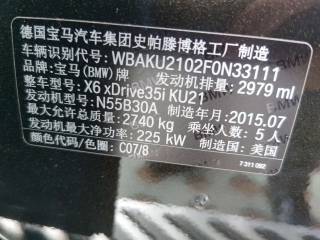 德国宝马汽车集团史帕滕博格工厂制造
车辆识别代号: WBAKU2102F0N33111
品牌: 宝马(BMW)牌 发动机排量: 2979 ml
型号: X6 xDrive35i KU21
发动机型号: N55B30A 制造年月: 2015.07
最大允许总质量: 2740 kg 乘坐人数: 5 人
发动机最大净功率: 225 kW 制造国: 美国
颜色代码/色图: C07/8
7 311 092